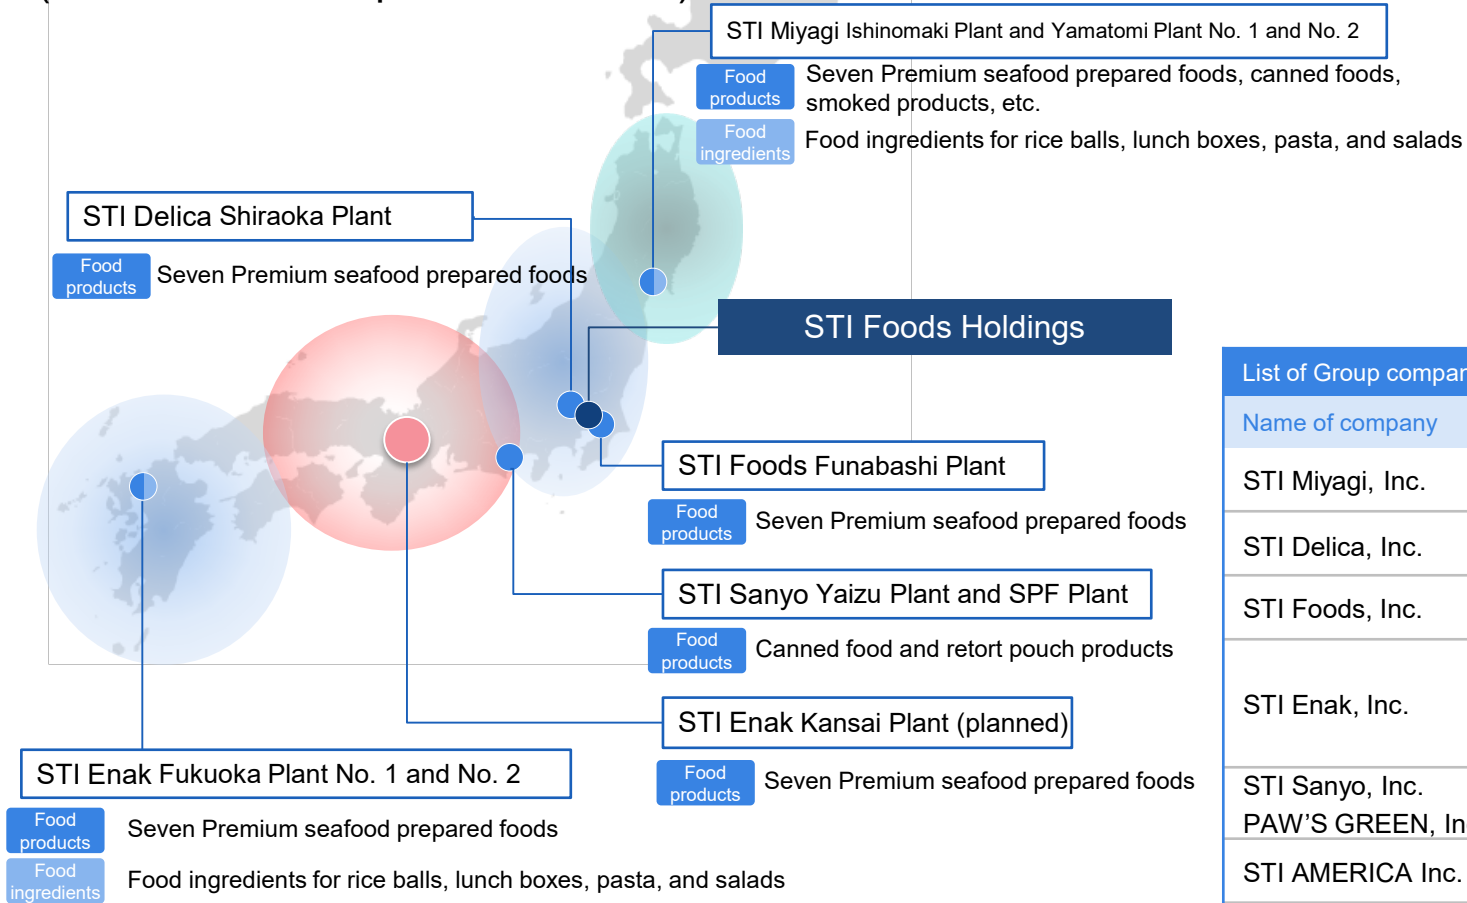 STI Miyagi Ishinomaki Plant and Yamatomi Plant No. 1 and No. 2
Food
products
Seven Premium seafood prepared foods, canned foods,
smoked products, etc.
Food
ingredients
Food ingredients for rice balls, lunch boxes, pasta, and salads
STI Delica Shiraoka Plant
Food
products
Seven Premium seafood prepared foods
STI Foods Holdings
STI Foods Funabashi Plant
Food
products
Seven Premium seafood prepared foods
STI Sanyo Yaizu Plant and SPF Plant
Food
products
Canned food and retort pouch products
STI Enak Kansai Plant (planned)
Food
products
Seven Premium seafood prepared foods
STI Enak Fukuoka Plant No. 1 and No. 2
Food
products
Seven Premium seafood prepared foods
Food
ingredients
Food ingredients for rice balls, lunch boxes, pasta, and salads
List of Group compan
Name of company
STI Miyagi, Inc.
STI Delica, Inc.
STI Foods, Inc.
STI Enak, Inc.
STI Sanyo, Inc.
PAW'S GREEN, In
STI AMERICA Inc.